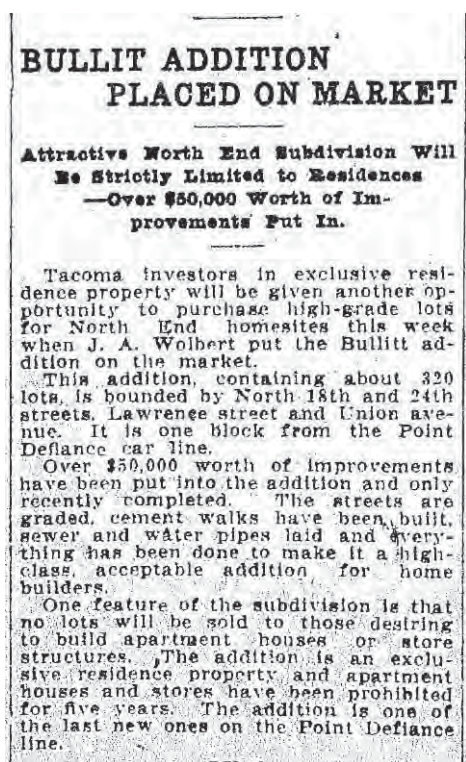 BULLIT ADDITION
PLACED ON MARKET
Attractive North End Subdivision Will
Be Strictly Limited to Residences
—Over $50,000 Worth of Im-
provements Put In.
Tacoma investors in exclusive resi-
dence property will be given another op-
portunity to purchase high-grade lots
for North End homesites this week
when J. A. Wolbert put the Bullitt ad-
dition on the market.
This addition, containing about 320
lots, is bounded by North 18th and 24th
streets, Lawrence street and Union ave-
nue. It is one block from the Point
Defiance car line.
Over $50,000 worth of improvements
have been put into the addition and only
recently completed. The streets are
graded, cement walks have been built,
sewer and water pipes laid and every-
thing has been done to make it a high-
class, acceptable addition for home
builders.
One feature of the subdivision is that
no lots will be sold to those desiring
to build apartment houses or store
structures. The addition is an exclu-
sive residence property and apartment
houses and stores have been prohibited
for five years. The addition is one of
the last new ones on the Point Defiance
line.